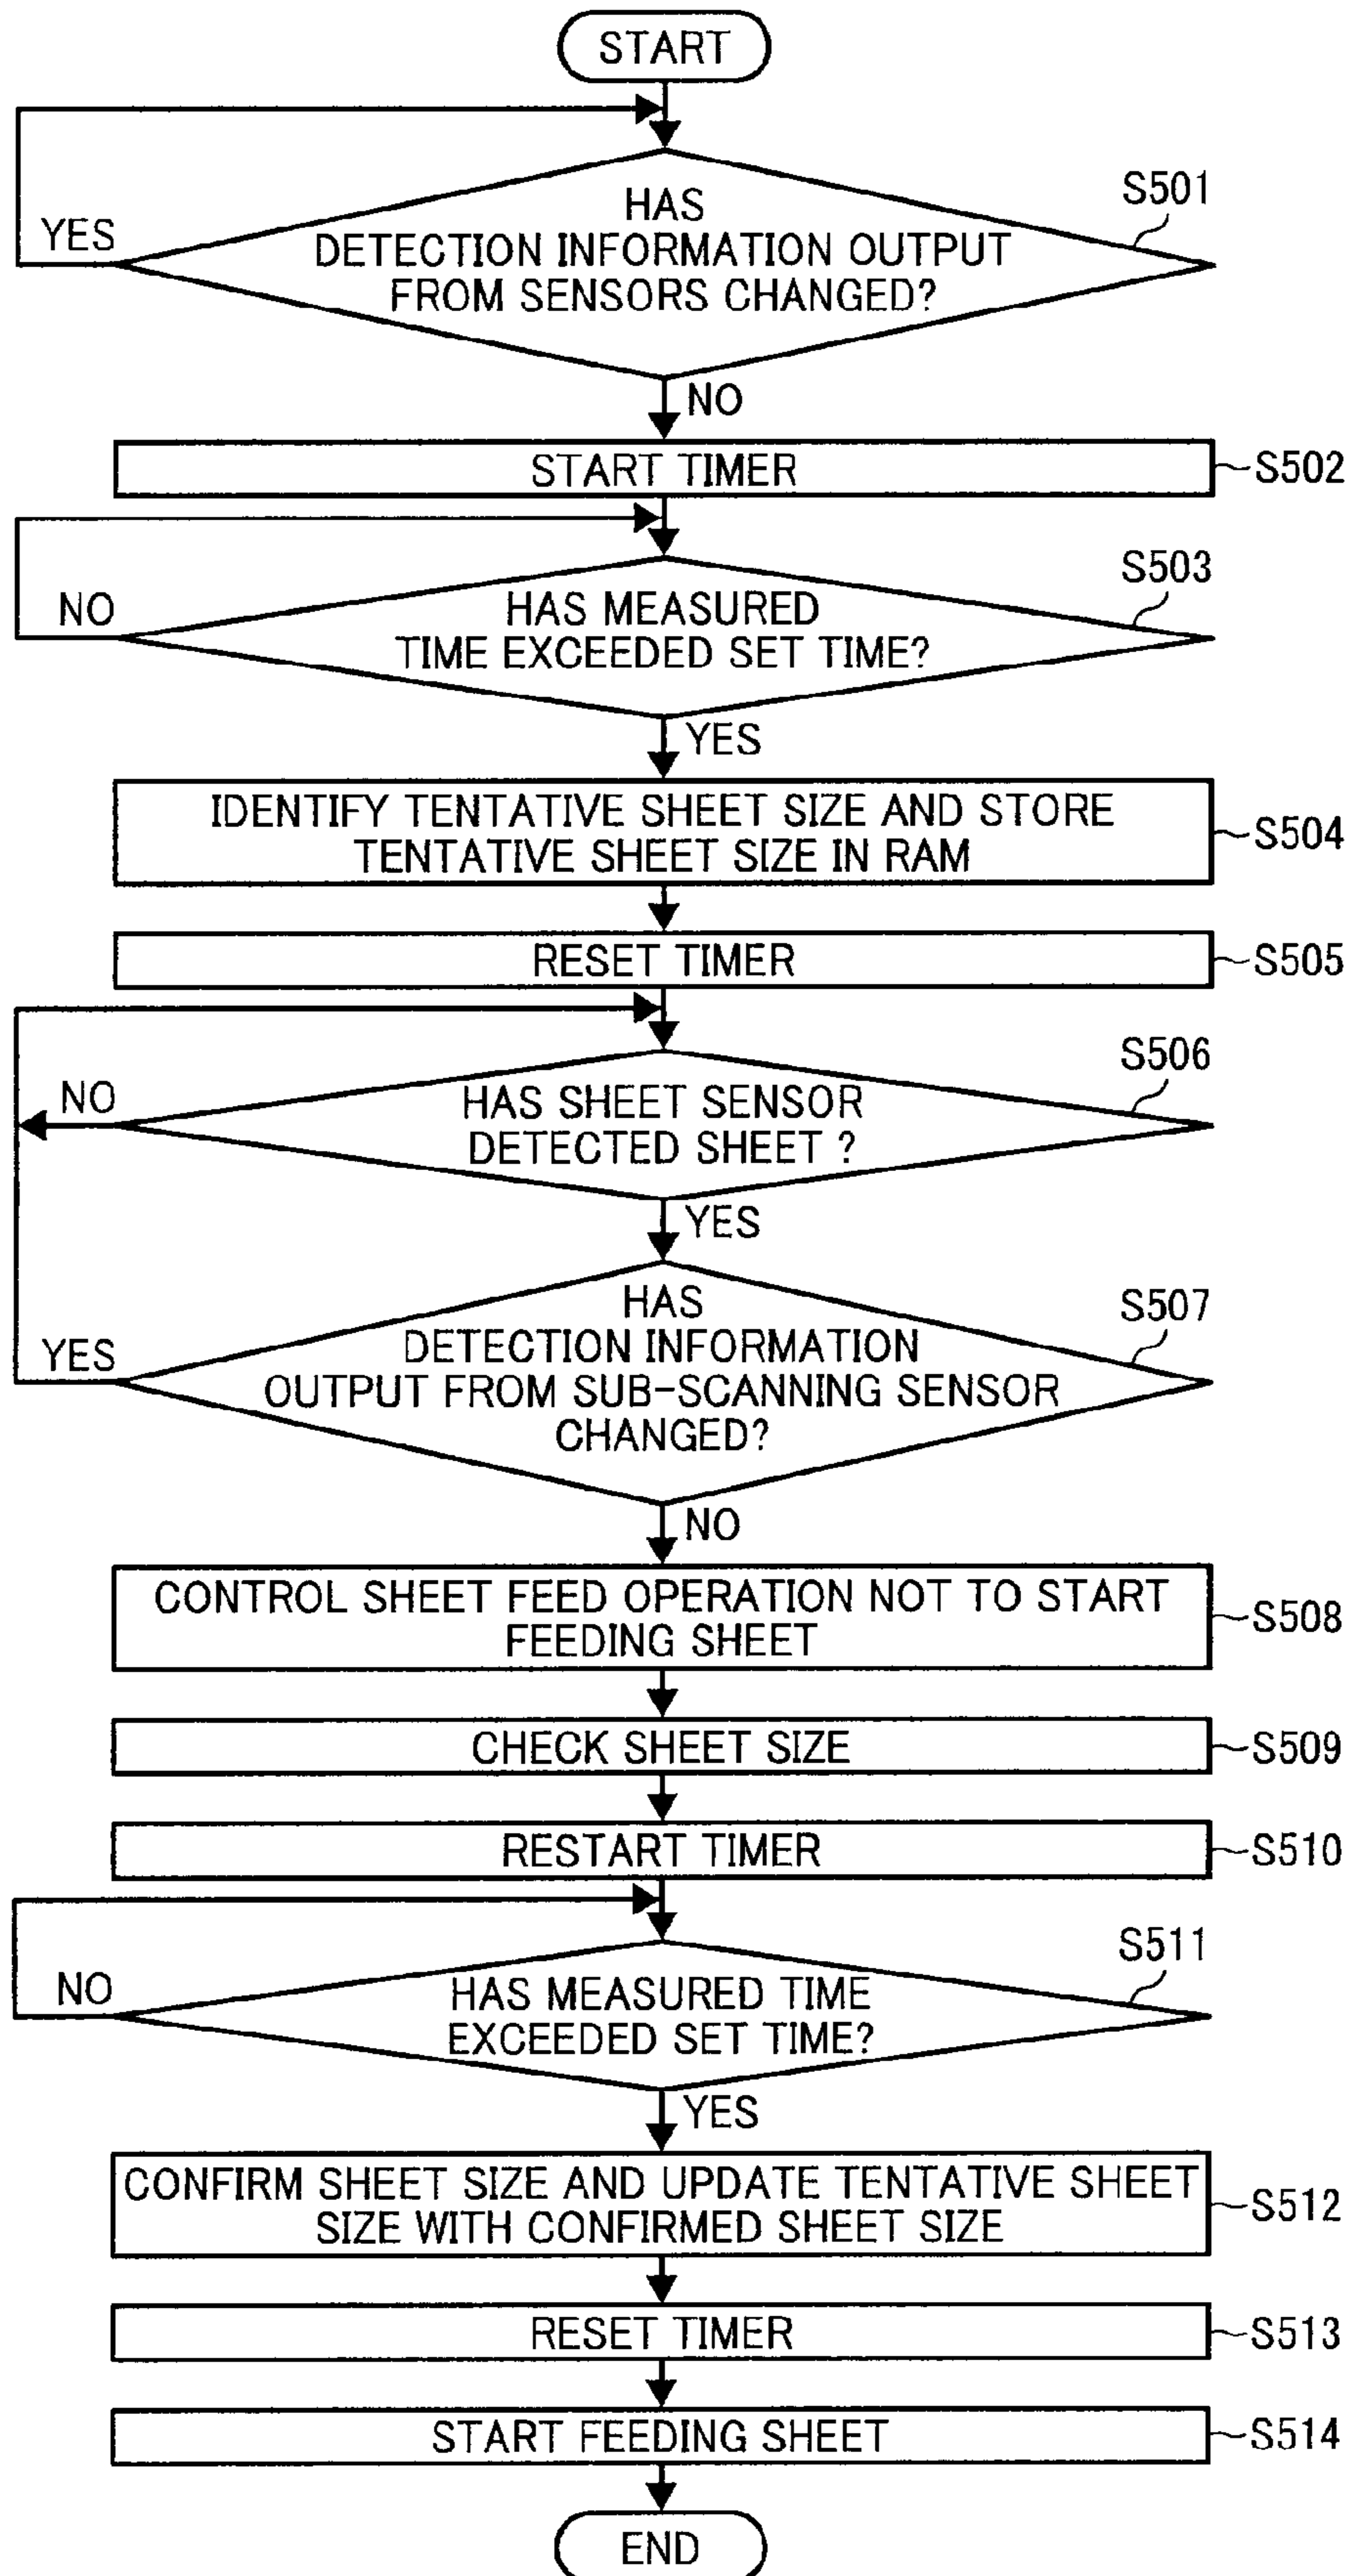 START
HAS
DETECTION INFORMATION OUTPUT
FROM SENSORS CHANGED?
S501
YES
NO
START TIMER
S502
HAS MEASURED
TIME EXCEEDED SET TIME?
S503
NO
YES
IDENTIFY TENTATIVE SHEET SIZE AND STORE
TENTATIVE SHEET SIZE IN RAM
S504
RESET TIMER
S505
HAS SHEET SENSOR
DETECTED SHEET ?
S506
NO
YES
HAS
DETECTION INFORMATION
OUTPUT FROM SUB-SCANNING SENSOR
CHANGED?
S507
YES
NO
CONTROL SHEET FEED OPERATION NOT TO START
FEEDING SHEET
S508
CHECK SHEET SIZE
S509
RESTART TIMER
S510
HAS MEASURED TIME
EXCEEDED SET TIME?
S511
NO
YES
CONFIRM SHEET SIZE AND UPDATE TENTATIVE SHEET
SIZE WITH CONFIRMED SHEET SIZE
S512
RESET TIMER
S513
START FEEDING SHEET
S514
END